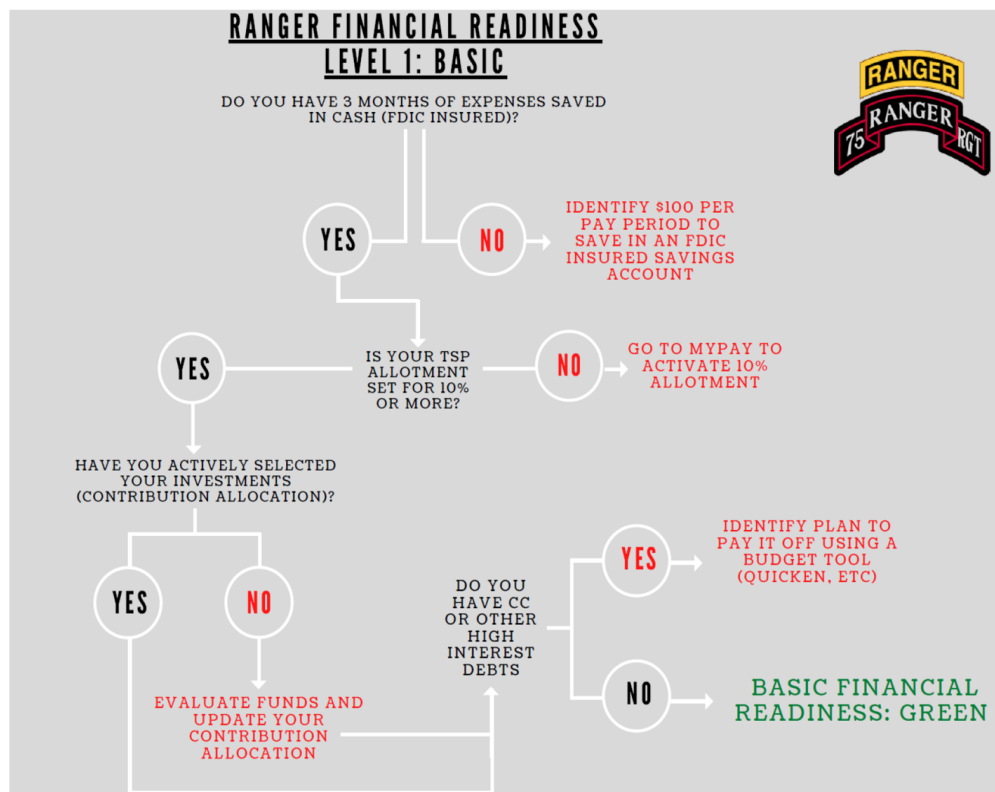 RANGER FINANCIAL READINESS
LEVEL 1: BASIC
RANGER
75 RANGER RGT
DO YOU HAVE 3 MONTHS OF EXPENSES SAVED
IN CASH (FDIC INSURED)?
YES
NO
IDENTIFY $100 PER
PAY PERIOD TO
SAVE IN AN FDIC
INSURED SAVINGS
ACCOUNT
YES
IS YOUR TSP
ALLOTMENT
SET FOR 10%
OR MORE?
NO
GO TO MYPAY TO
ACTIVATE 10%
ALLOTMENT
HAVE YOU ACTIVELY SELECTED
YOUR INVESTMENTS
(CONTRIBUTION ALLOCATION)?
YES
NO
EVALUATE FUNDS AND
UPDATE YOUR
CONTRIBUTION
ALLOCATION
DO YOU
HAVE CC
OR OTHER
HIGH
INTEREST
DEBTS
YES
IDENTIFY PLAN TO
PAY IT OFF USING A
BUDGET TOOL
(QUICKEN, ETC)
NO
BASIC FINANCIAL
READINESS: GREEN